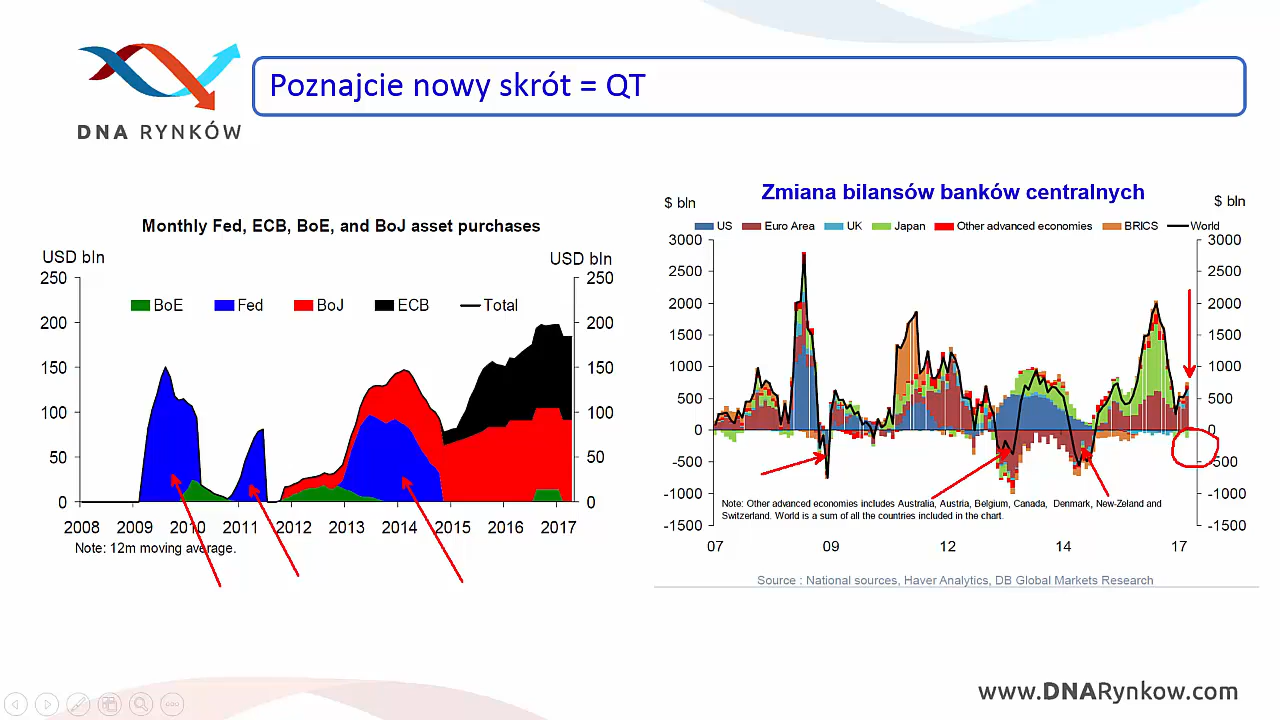 Poznajcie nowy skrót = QT
DNA RYNKÓW
Monthly Fed, ECB, BoE, and BoJ asset purchases
USD bln
USD bln
BoE Fed BoJ ECB Total
250 250
200 200
150 150
100 100
50 50
0 0
2008 2009 2010 2011 2012 2013 2014 2015 2016 2017
Note: 12m moving average.
Zmiana bilansów banków centralnych
$ bln
$ bln
US Euro Area UK Japan Other advanced economies BRICS World
3000 3000
2500 2500
2000 2000
1500 1500
1000 1000
500 500
0 0
-500 -500
-1000 -1000
-1500 -1500
Note: Other advanced economies includes Australia, Austria, Belgium, Canada, Denmark, New-Zeland and
Switzerland. World is a sum of all the countries included in the chart.
07 09 12 14 17
Source : National sources, Haver Analytics, DB Global Markets Research
www.DNARynkow.com